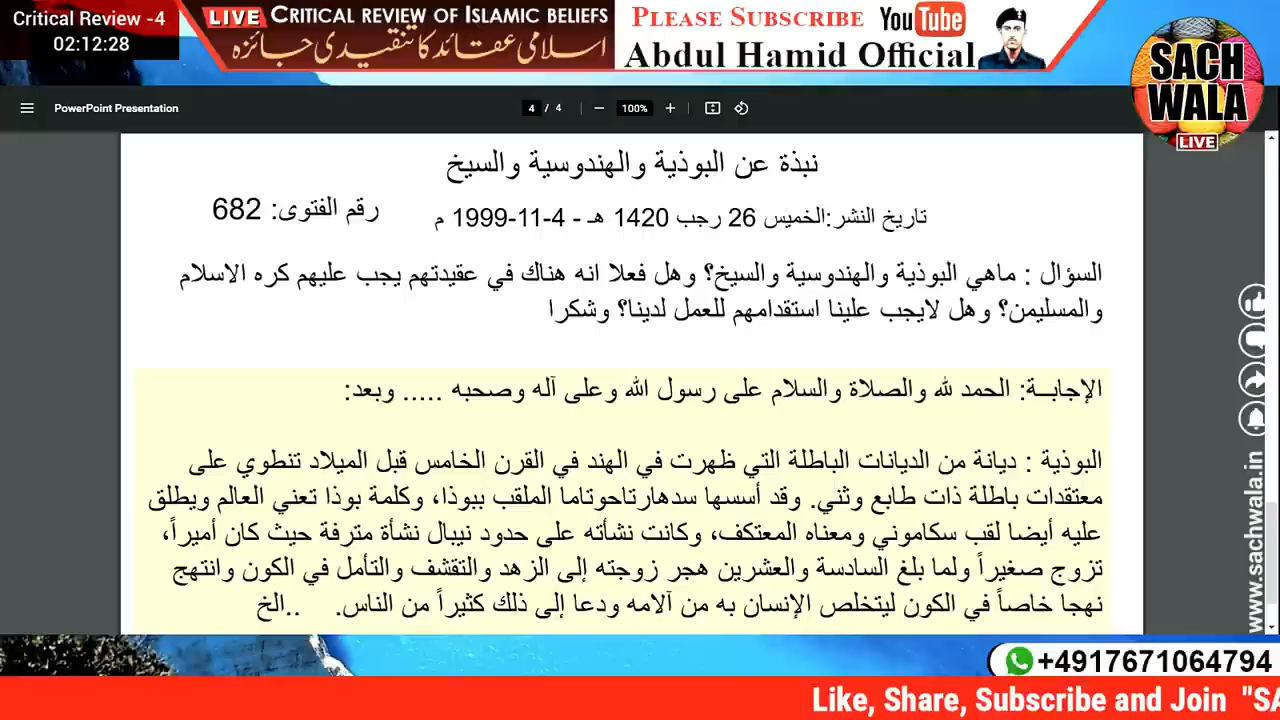 Critical Review -4
02:12:28
LIVE CRITICAL REVIEW OF ISLAMIC BELIEFS
اسلامی عقائد کا تنقیدی جائزہ
PLEASE SUBSCRIBE YouTube
Abdul Hamid Official
SACH
WALA
LIVE
PowerPoint Presentation
4 / 4
100%
نبذة عن البوذية والهندوسية والسيخ
تاريخ النشر:الخميس 26 رجب 1420 هـ - 4-11-1999 م رقم الفتوى: 682
السؤال : ماهي البوذية والهندوسية والسيخ؟ وهل فعلا انه هناك في عقيدتهم يجب عليهم كره الاسلام
والمسليمن؟ وهل لايجب علينا استقدامهم للعمل لدينا؟ وشكرا
الإجابــة: الحمد لله والصلاة والسلام على رسول الله وعلى آله وصحبه ..... وبعد:
البوذية : ديانة من الديانات الباطلة التي ظهرت في الهند في القرن الخامس قبل الميلاد تنطوي على
معتقدات باطلة ذات طابع وثني. وقد أسسها سدهارتاحوتاما الملقب ببوذا، وكلمة بوذا تعني العالم ويطلق
عليه أيضا لقب سكاموني ومعناه المعتكف، وكانت نشأته على حدود نيبال نشأة مترفة حيث كان أميراً،
تزوج صغيراً ولما بلغ السادسة والعشرين هجر زوجته إلى الزهد والتقشف والتأمل في الكون وانتهج
نهجا خاصاً في الكون ليتخلص الإنسان به من آلامه ودعا إلى ذلك كثيراً من الناس. ..الخ
www.sachwala.in
+4917671064794
Like, Share, Subscribe and Join "SA